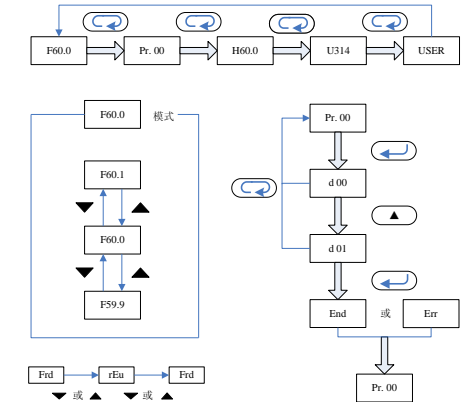 F60.0 Pr. 00 H60.0 U314 USER
F60.0 模式
F60.1
F60.0
F59.9
Frd rEu Frd
或 或
Pr. 00
d 00
d 01
End 或 Err
Pr. 00